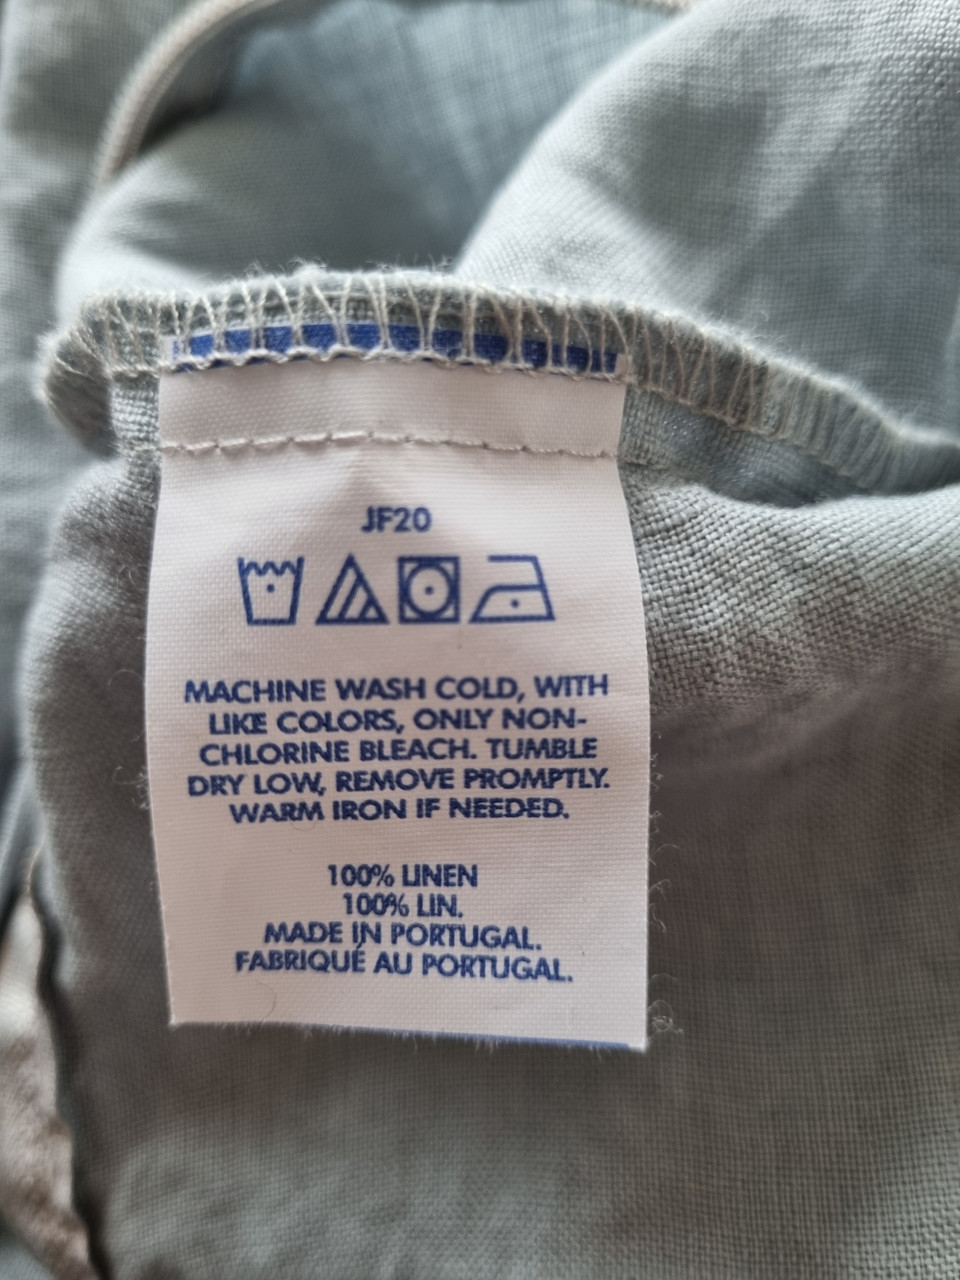 JF20
MACHINE WASH COLD, WITH
LIKE COLORS, ONLY NON-
CHLORINE BLEACH. TUMBLE
DRY LOW, REMOVE PROMPTLY.
WARM IRON IF NEEDED.
100% LINEN
100% LIN.
MADE IN PORTUGAL.
FABRIQUÉ AU PORTUGAL.